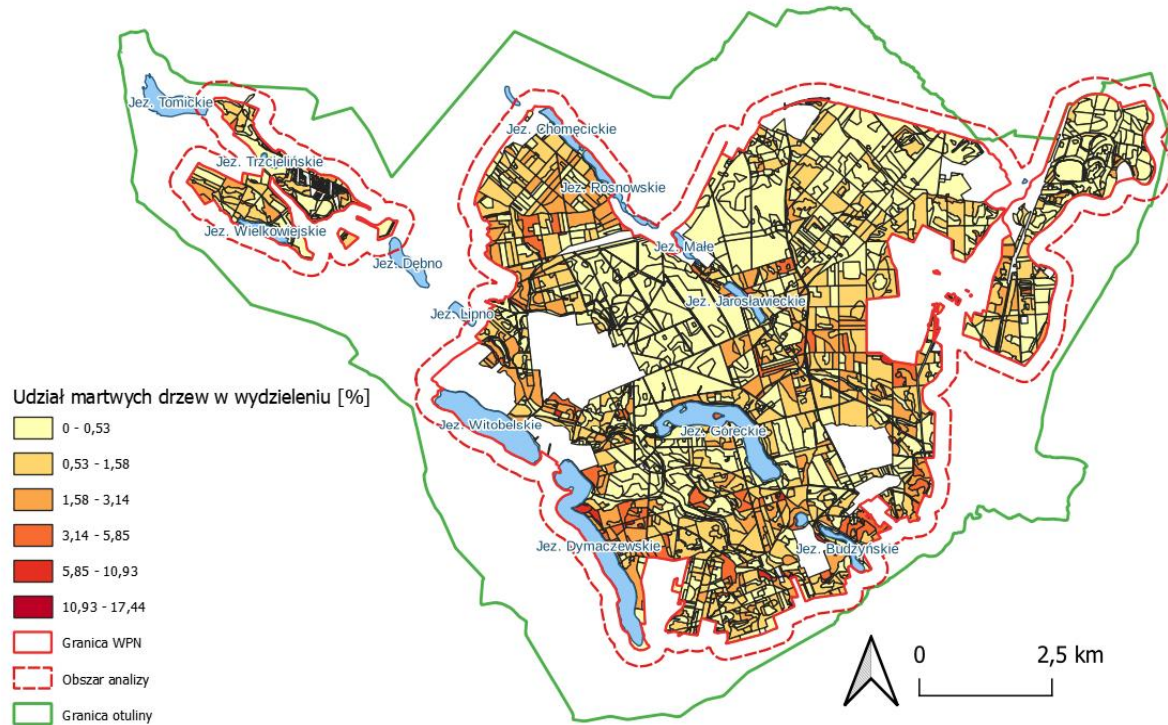 Jez. Tomickie
Jez. Chomęcickie
Jez. Trzcielińskie
Jez. Rosnowskie
Jez. Wielkowiejskie
Jez. Małe
Jez. Dębno
Jez. Jarosławieckie
Jez. Lipno
Udział martwych drzew w wydzieleniu [%]
0 - 0,53
Jez. Witobelskie
Jez. Góreckie
0,53 - 1,58
1,58 - 3,14
3,14 - 5,85
Jez. Dymaczewskie
Jez. Budzyńskie
5,85 - 10,93
10,93 - 17,44
Granica WPN
0
2,5 km
Obszar analizy
Granica otuliny